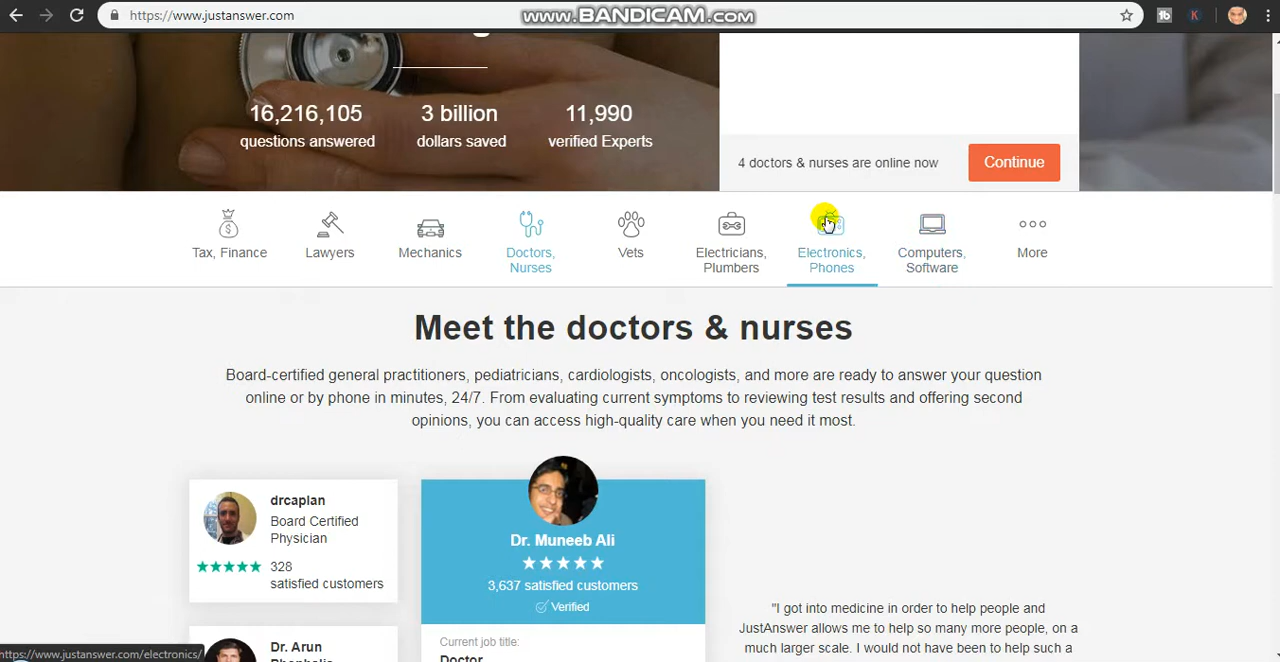 https://www.justanswer.com
www.BANDICAM.com
16,216,105
questions answered
3 billion
dollars saved
11,990
verified Experts
4 doctors & nurses are online now
Continue
Tax, Finance
Lawyers
Mechanics
Doctors,
Nurses
Vets
Electricians,
Plumbers
Electronics,
Phones
Computers,
Software
More
Meet the doctors & nurses
Board-certified general practitioners, pediatricians, cardiologists, oncologists, and more are ready to answer your question
online or by phone in minutes, 24/7. From evaluating current symptoms to reviewing test results and offering second
opinions, you can access high-quality care when you need it most.
drcaplan
Board Certified
Physician
328
satisfied customers
Dr. Muneeb Ali
3,637 satisfied customers
Verified
Current job title:
Doctor
"I got into medicine in order to help people and
JustAnswer allows me to help so many more people, on a
much larger scale. I would not have been to help such a
Dr. Arun
https://www.justanswer.com/electronics/